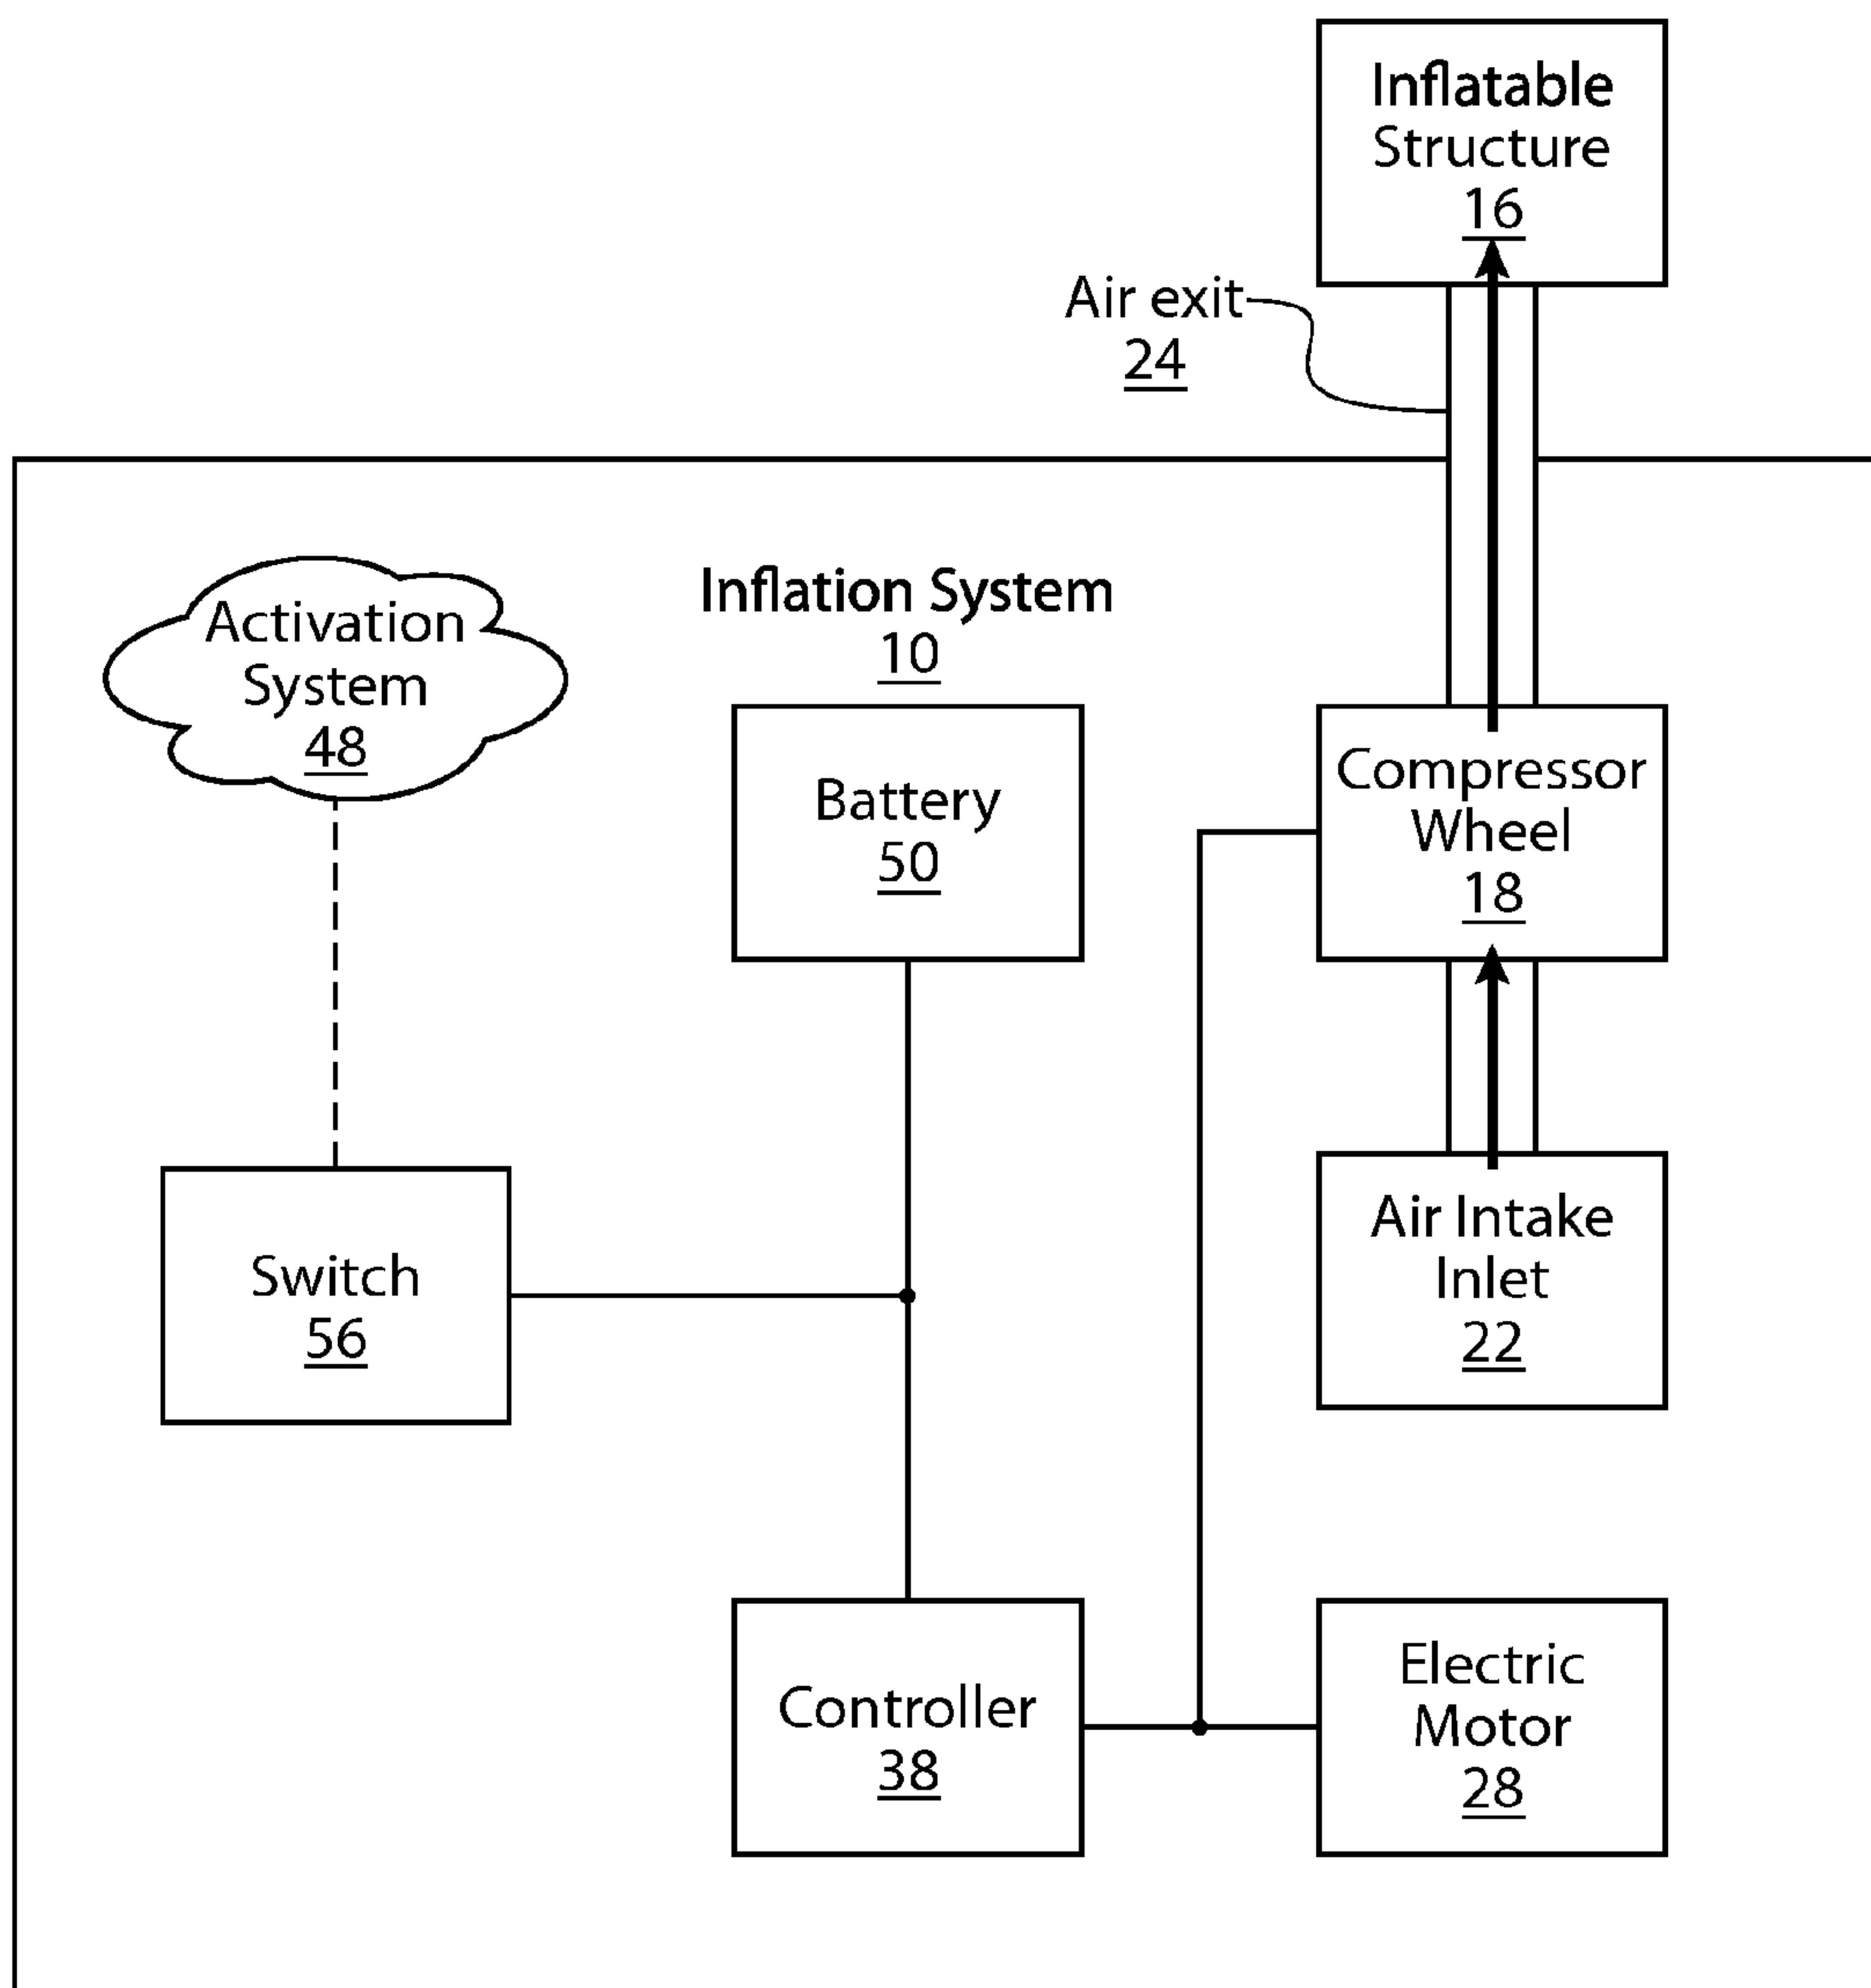 Inflatable
Structure
16
Air exit
24
Inflation System
10
Activation
System
48
Battery
50
Compressor
Wheel
18
Switch
56
Air Intake
Inlet
22
Controller
38
Electric
Motor
28